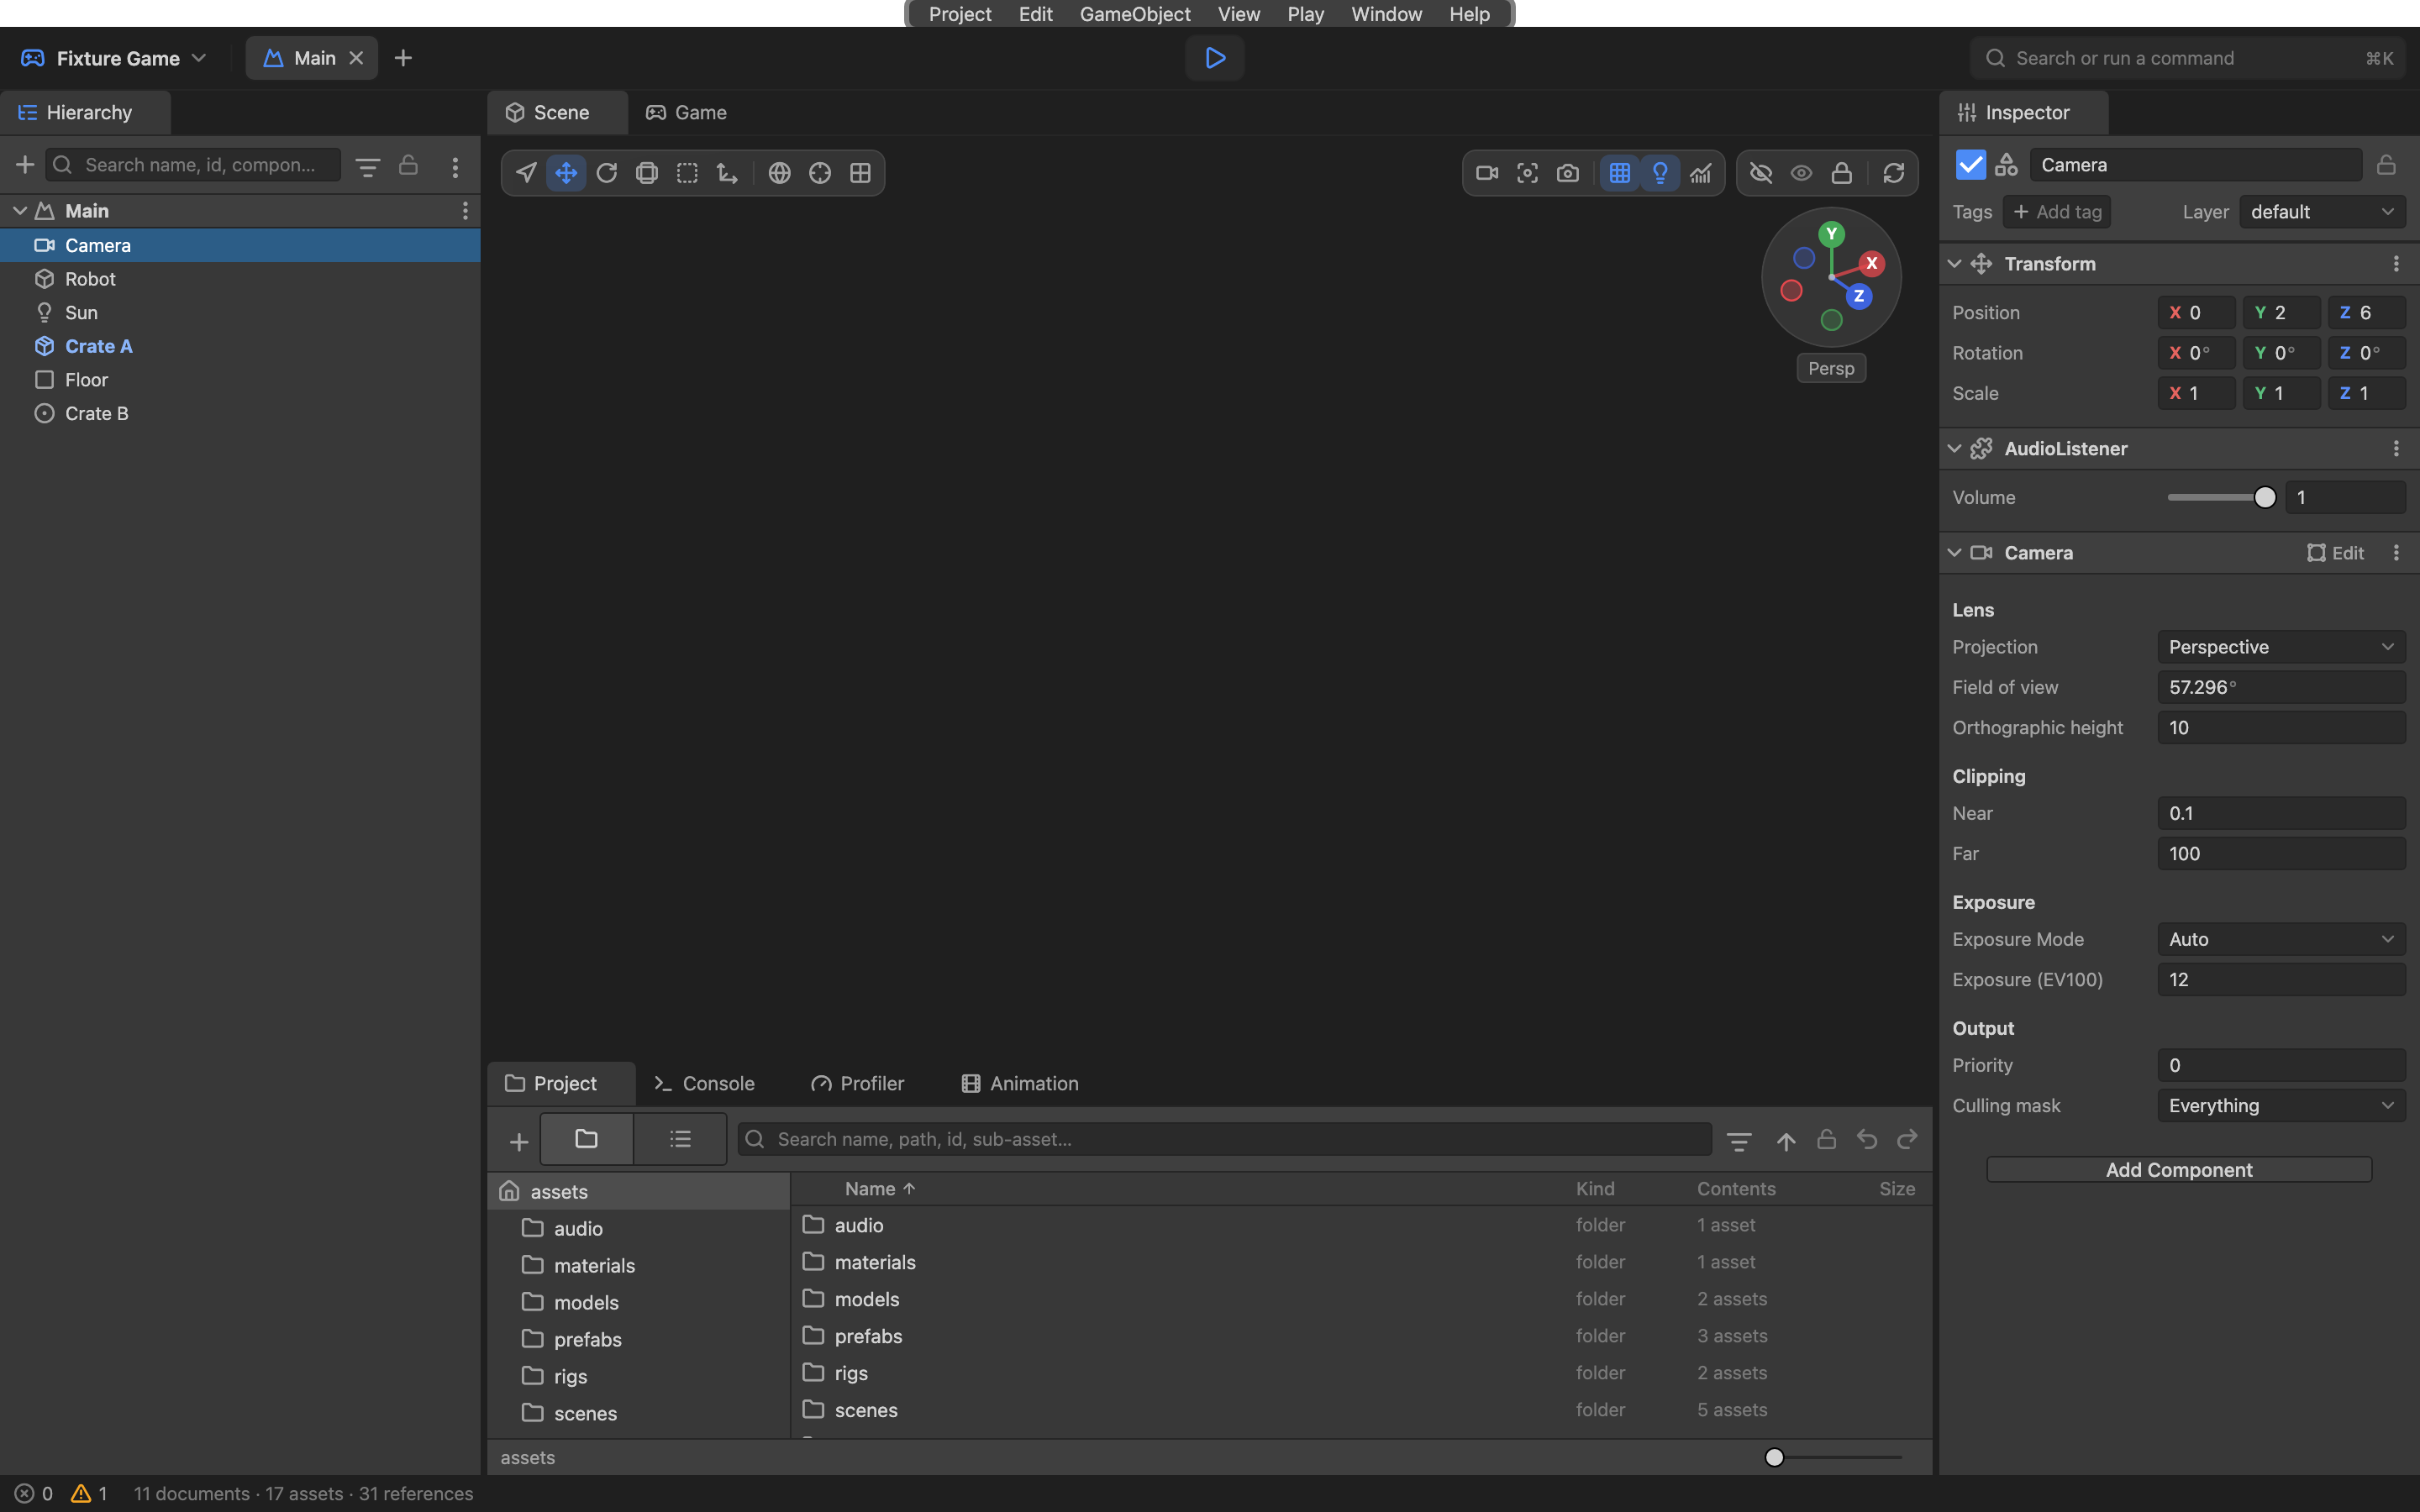 Project Edit GameObject View Play Window Help
Fixture Game Main Search or run a command ⌘K
Hierarchy Scene Game Inspector
Search name, id, compon... Camera
Main Tags Add tag Layer default
Camera
Robot
Sun
Crate A
Floor
Crate B
Y
X
Z
Persp
Transform
Position X 0 Y 2 Z 6
Rotation X 0° Y 0° Z 0°
Scale X 1 Y 1 Z 1
AudioListener
Volume 1
Camera Edit
Lens
Projection Perspective
Field of view 57.296°
Orthographic height 10
Clipping
Near 0.1
Far 100
Exposure
Exposure Mode Auto
Exposure (EV100) 12
Output
Priority 0
Culling mask Everything
Add Component
Project Console Profiler Animation
Search name, path, id, sub-asset...
assets
audio
materials
models
prefabs
rigs
scenes
Name Kind Contents Size
audio folder 1 asset
materials folder 1 asset
models folder 2 assets
prefabs folder 3 assets
rigs folder 2 assets
scenes folder 5 assets
assets
0 1 11 documents · 17 assets · 31 references